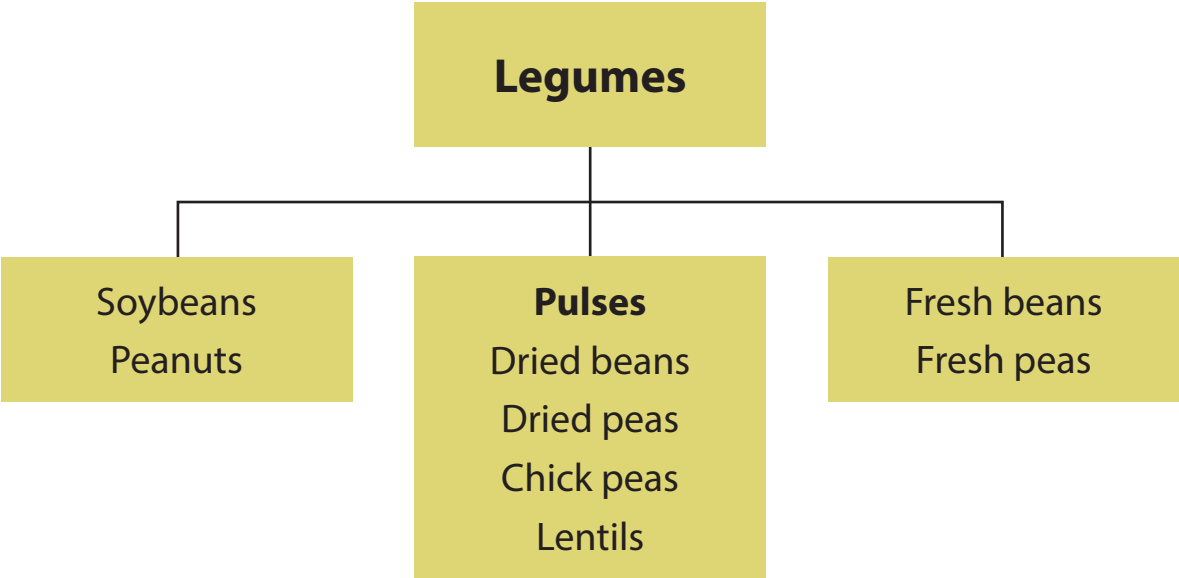 Legumes
Soybeans
Peanuts
Pulses
Dried beans
Dried peas
Chick peas
Lentils
Fresh beans
Fresh peas